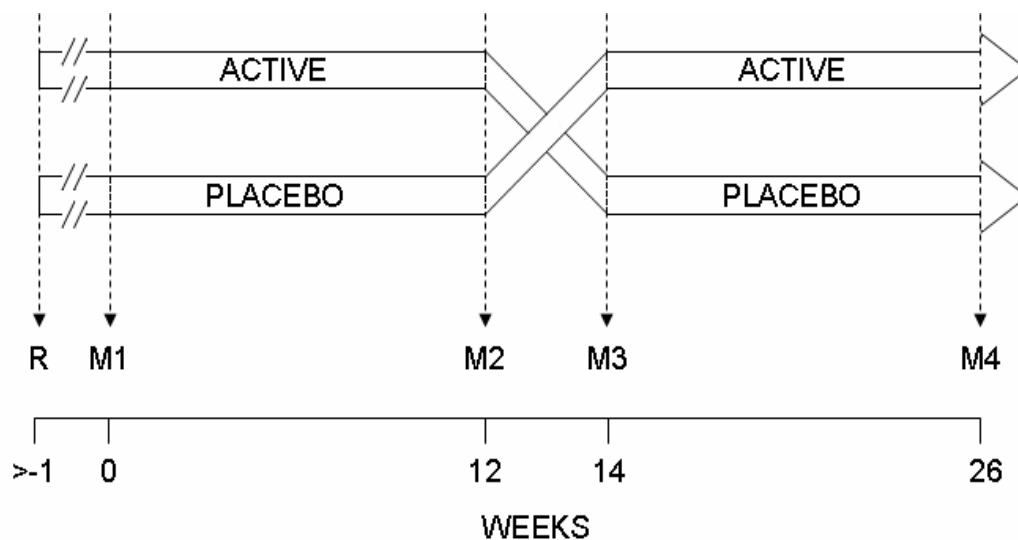 ACTIVE ACTIVE
PLACEBO PLACEBO
R M1 M2 M3 M4
>-1 0 12 14 26
WEEKS